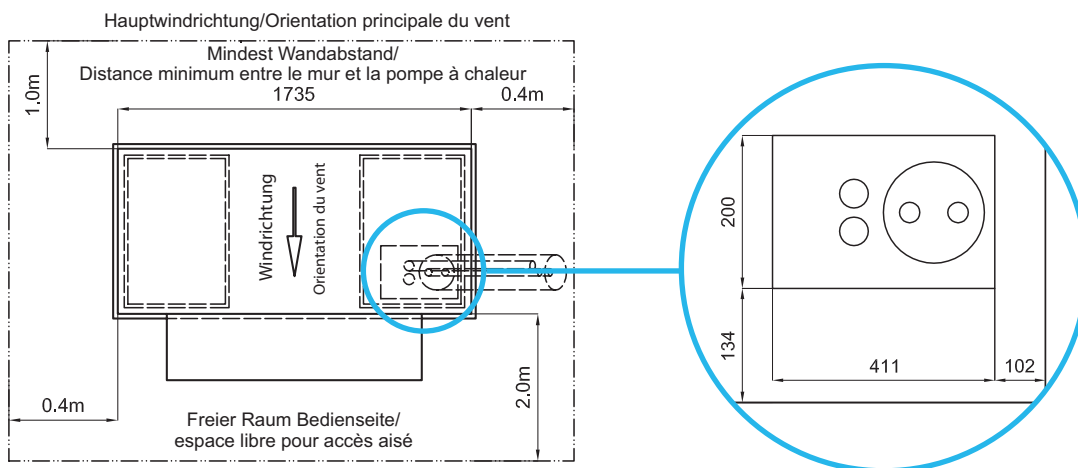 Hauptwindrichtung/Orientation principale du vent
Mindest Wandabstand/
Distance minimum entre le mur et la pompe à chaleur
1.0m
1735
0.4m
Windrichtung
Orientation du vent
0.4m
Freier Raum Bedienseite/
espace libre pour accès aisé
2.0m
200
134
411
102